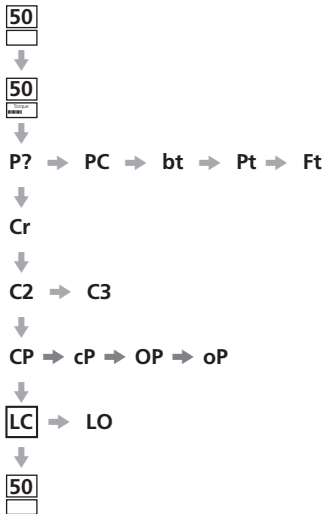 50
50
Torque
P? PC bt Pt Ft
Cr
C2 C3
CP cP OP oP
LC LO
50